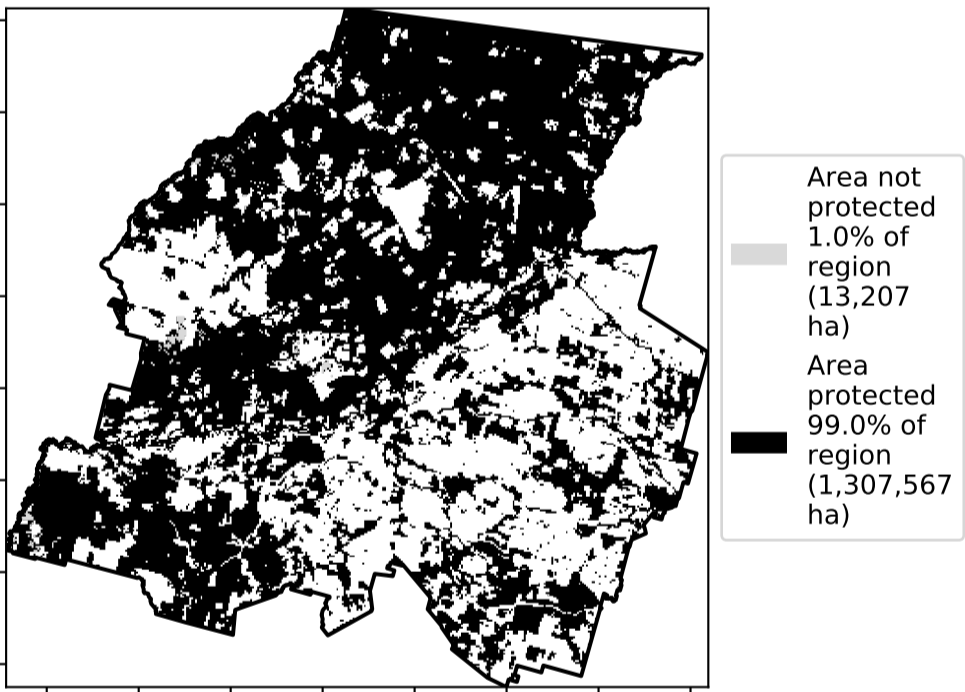 Area not
protected
1.0% of
region
(13,207
ha)
Area
protected
99.0% of
region
(1,307,567
ha)